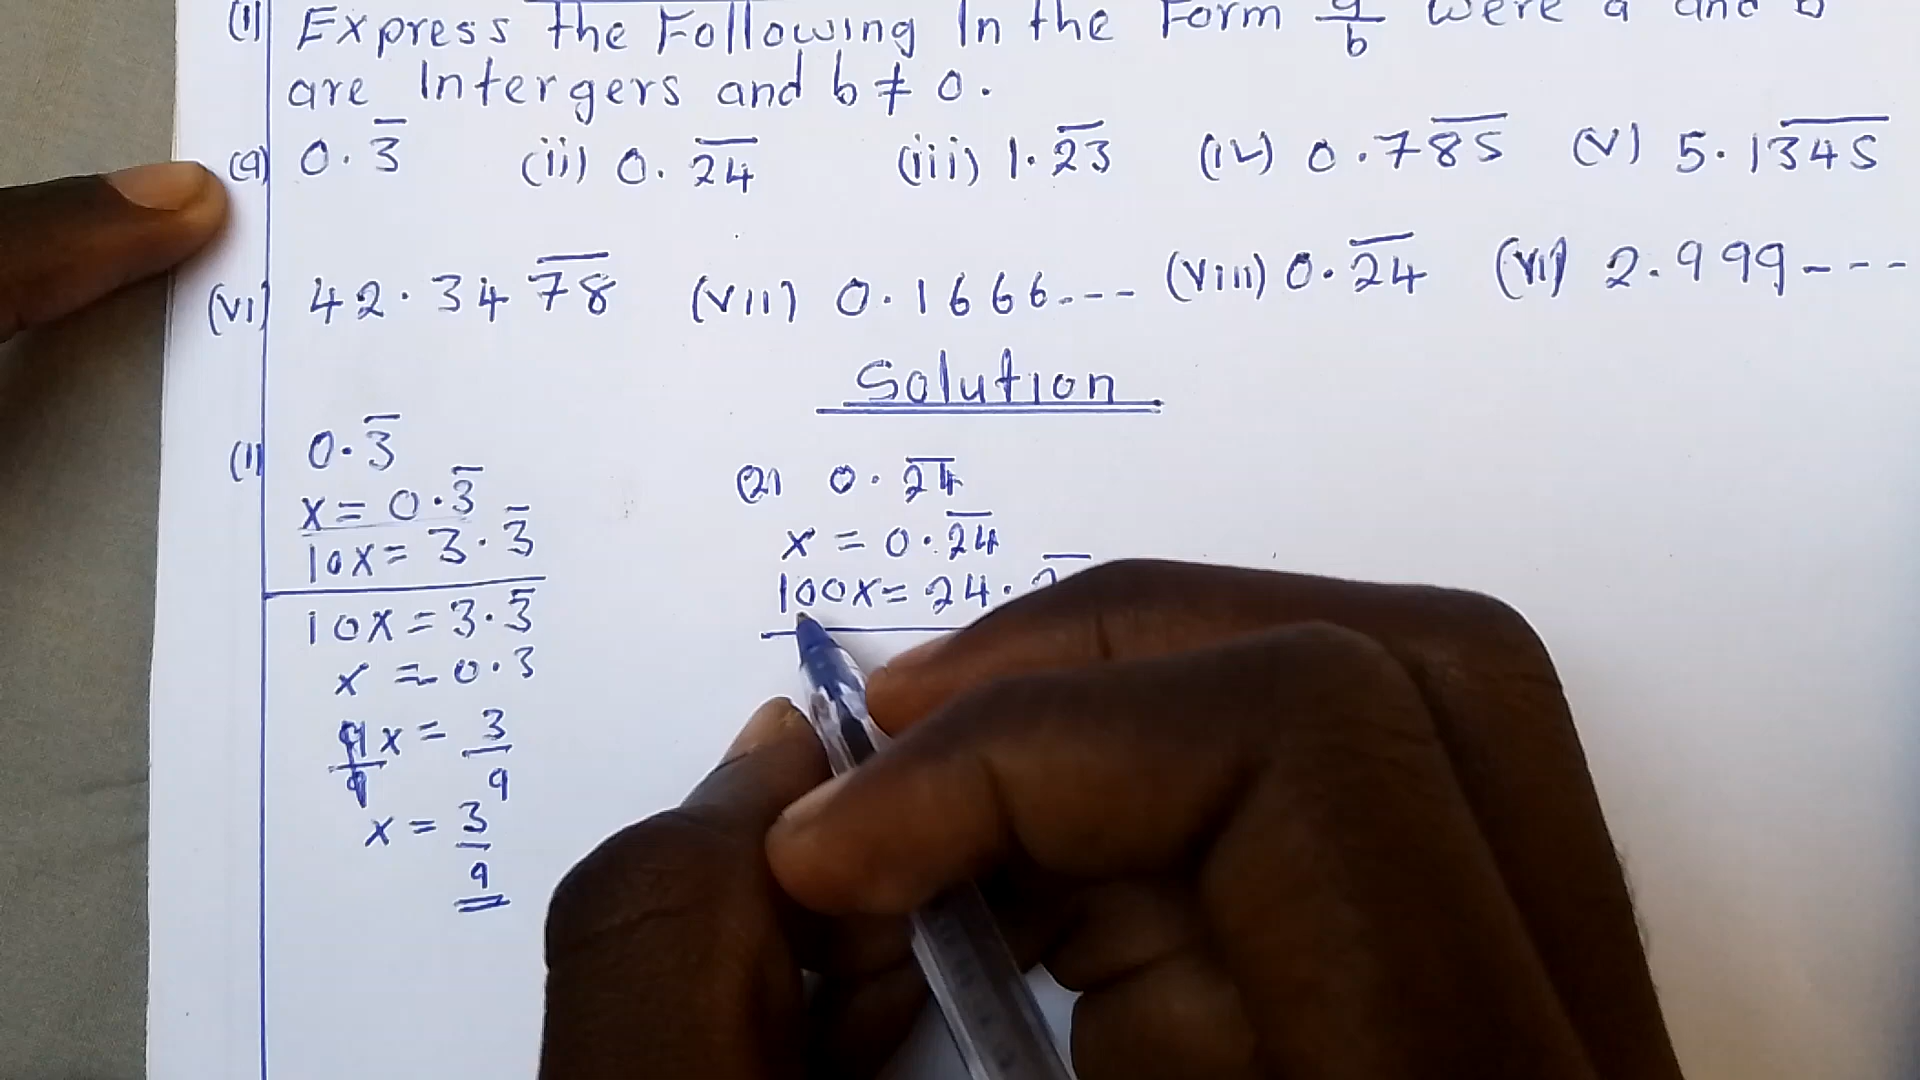 (1) Express the Following In the Form a/b were a and b
are Intergers and b ≠ 0.
(a) 0.3̅ (ii) 0.2̅4̅ (iii) 1.2̅3̅ (iv) 0.78̅5̅ (v) 5.13̅4̅5̅
(vi) 42.347̅8̅ (vii) 0.1666--- (viii) 0.2̅4̅ (vi) 2.999---
Solution
(1) 0.3̅
x = 0.3̅
10x = 3.3̅
10x = 3.3̅
x = 0.3
9x/9 = 3/9
x = 3/9
(2) 0.2̅4̅
x = 0.2̅4̅
100x = 24.